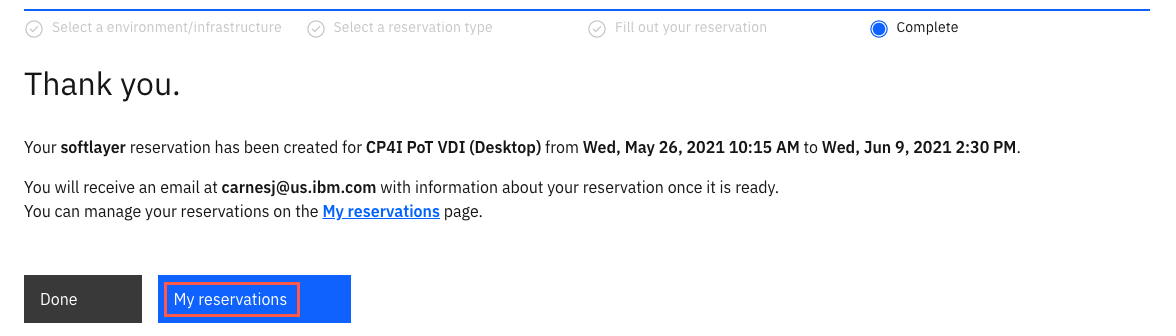 Select a environment/infrastructure Select a reservation type Fill out your reservation Complete
Thank you.
Your softlayer reservation has been created for CP4I PoT VDI (Desktop) from Wed, May 26, 2021 10:15 AM to Wed, Jun 9, 2021 2:30 PM.
You will receive an email at carnesj@us.ibm.com with information about your reservation once it is ready.
You can manage your reservations on the My reservations page.
Done My reservations